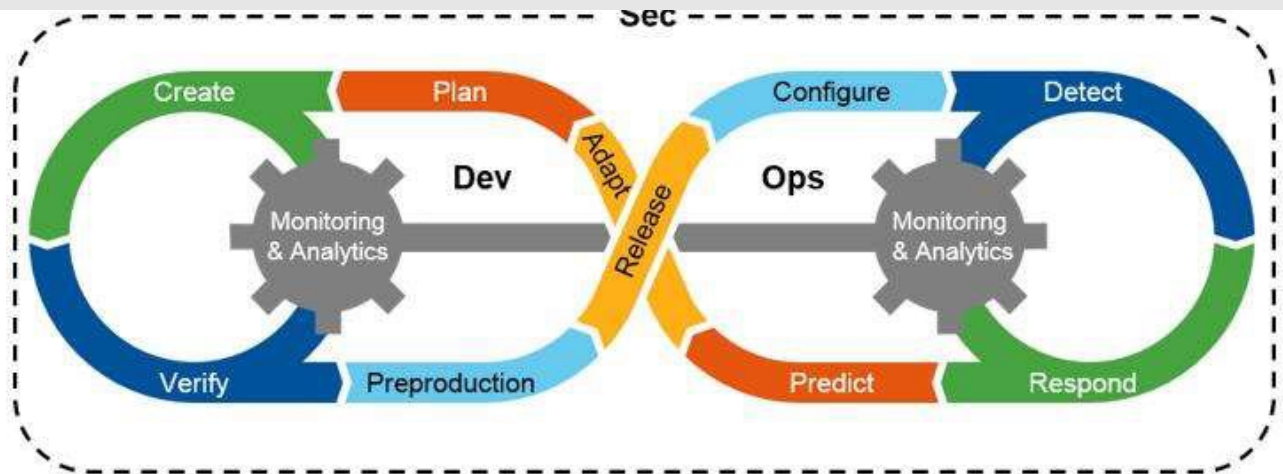 Sec
Create
Plan
Configure
Detect
Adapt
Dev
Ops
Release
Monitoring
& Analytics
Monitoring
& Analytics
Verify
Preproduction
Predict
Respond